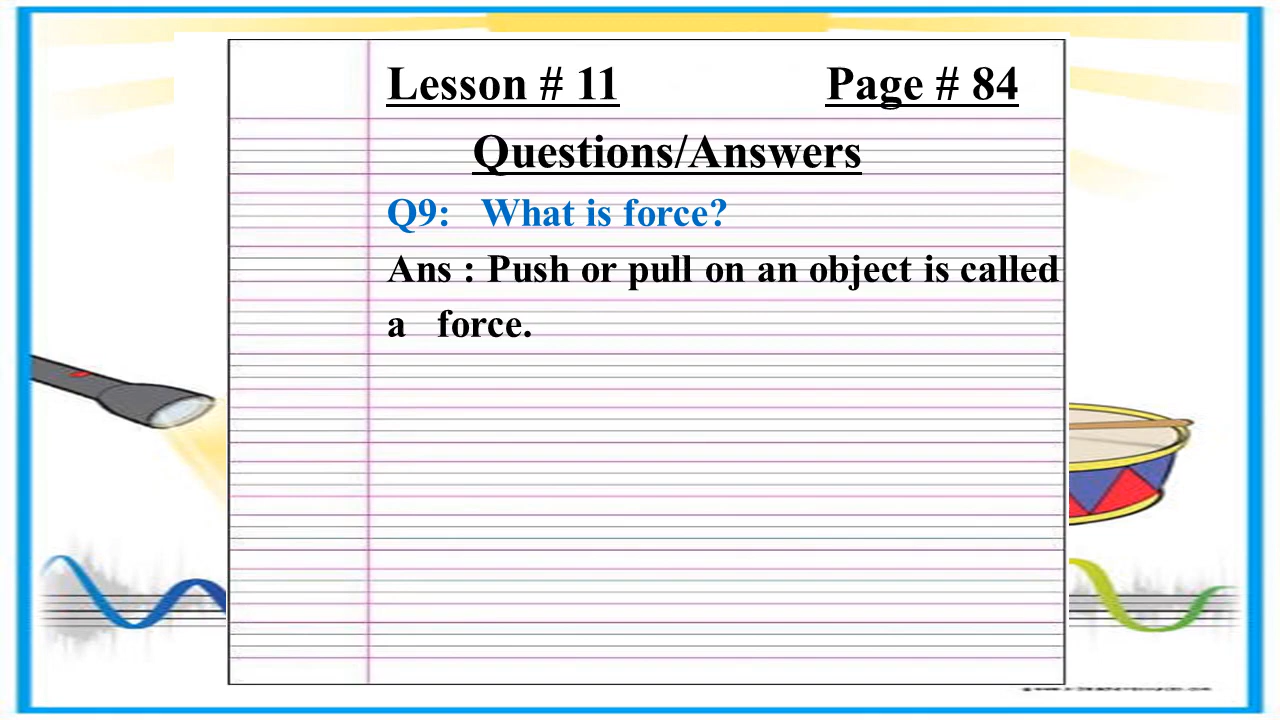 Lesson # 11 Page # 84
Questions/Answers
Q9: What is force?
Ans : Push or pull on an object is called
a force.